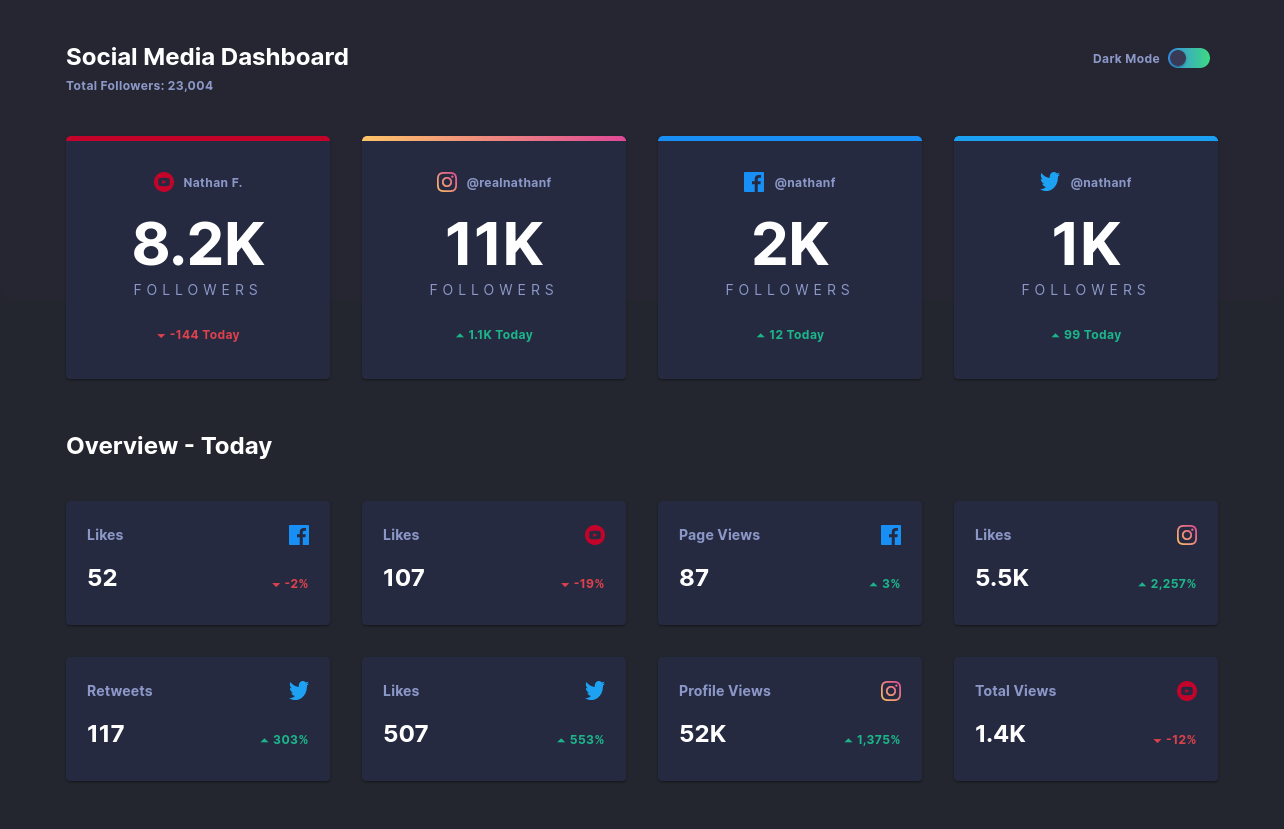 Social Media Dashboard
Total Followers: 23,004
Dark Mode
Nathan F.
8.2K
FOLLOWERS
-144 Today
@realnathanf
11K
FOLLOWERS
1.1K Today
@nathanf
2K
FOLLOWERS
12 Today
@nathanf
1K
FOLLOWERS
99 Today
Overview - Today
Likes
52
-2%
Likes
107
-19%
Page Views
87
3%
Likes
5.5K
2,257%
Retweets
117
303%
Likes
507
553%
Profile Views
52K
1,375%
Total Views
1.4K
-12%